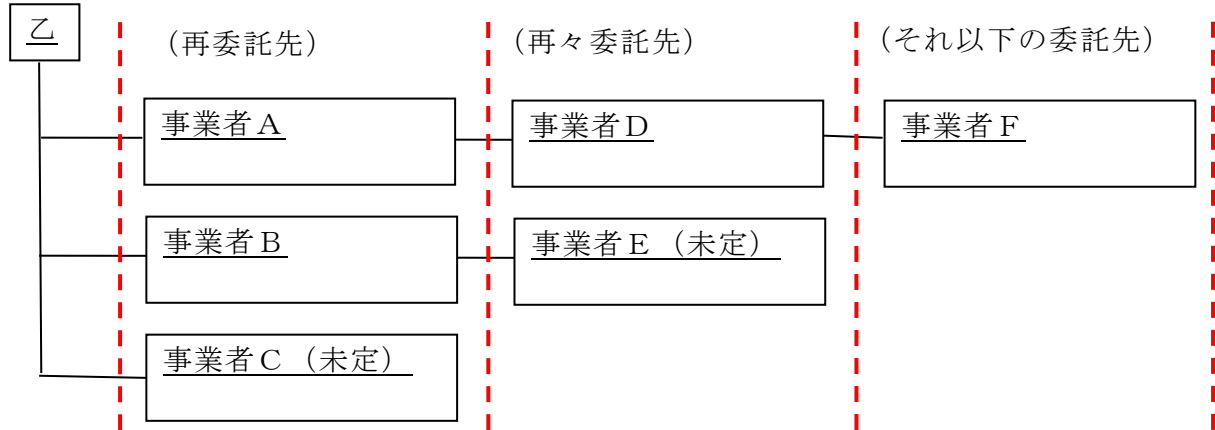 乙
(再委託先)
(再々委託先)
(それ以下の委託先)
事業者A
事業者D
事業者F
事業者B
事業者E(未定)
事業者C(未定)